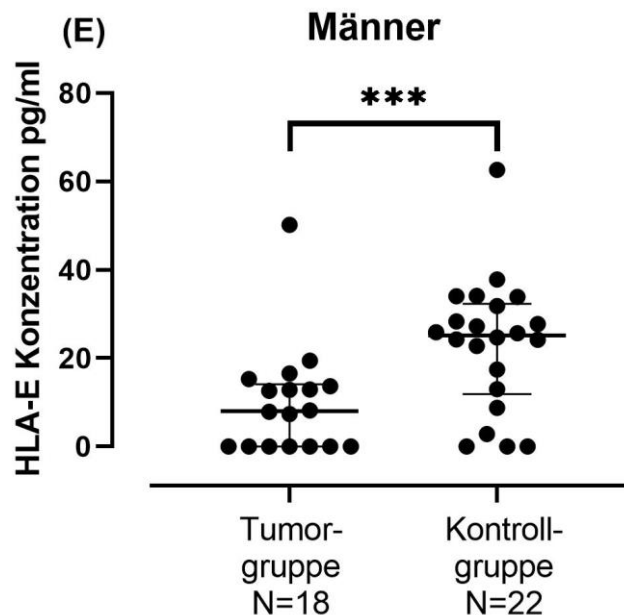 (E) Männer
HLA-E Konzentration pg/ml
80
60
40
20
0
***
Tumor-
gruppe
N=18
Kontroll-
gruppe
N=22